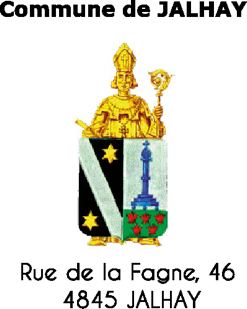 Commune de JALHAY
Rue de la Fagne, 46
4845 JALHAY